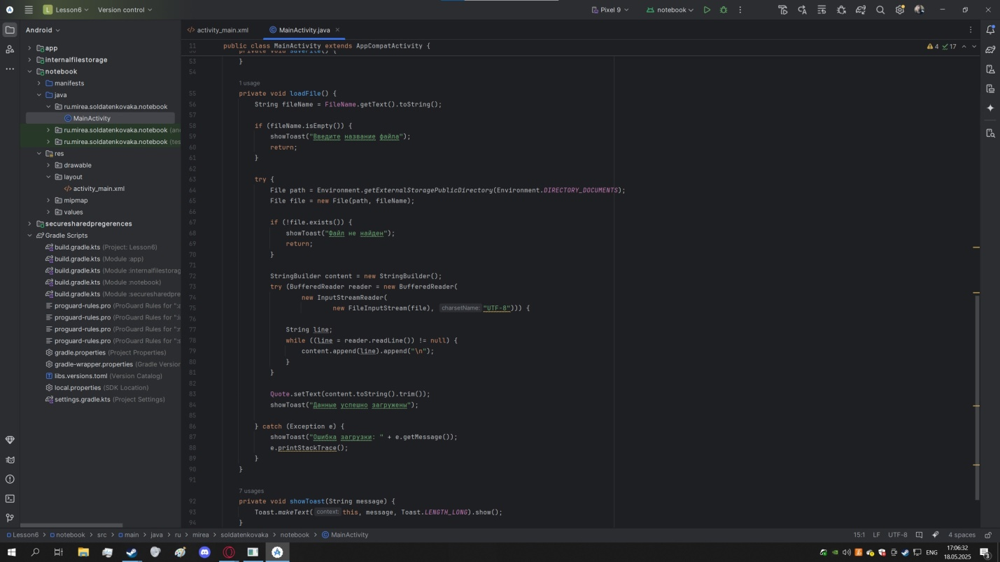 Lesson6
Version control
Pixel 9
notebook
Android
activity_main.xml
MainActivity.java
app
internalfilestorage
notebook
manifests
java
ru.mirea.soldatenkovaka.notebook
MainActivity
ru.mirea.soldatenkovaka.notebook (and
ru.mirea.soldatenkovaka.notebook (tes
res
drawable
layout
activity_main.xml
mipmap
values
securesharedpregerences
Gradle Scripts
build.gradle.kts (Project: Lesson6)
build.gradle.kts (Module :app)
build.gradle.kts (Module :internalfilestorag
build.gradle.kts (Module :notebook)
build.gradle.kts (Module :securesharedpre
proguard-rules.pro (ProGuard Rules for ":a
proguard-rules.pro (ProGuard Rules for ":i
proguard-rules.pro (ProGuard Rules for ":n
proguard-rules.pro (ProGuard Rules for ":s
gradle.properties (Project Properties)
gradle-wrapper.properties (Gradle Version
libs.versions.toml (Version Catalog)
local.properties (SDK Location)
settings.gradle.kts (Project Settings)
11 public class MainActivity extends AppCompatActivity {
4 17
53 }
54
1 usage
55 private void loadFile() {
56 String fileName = FileName.getText().toString();
57
58 if (fileName.isEmpty()) {
59 showToast("Введите название файла");
60 return;
61 }
62
63 try {
64 File path = Environment.getExternalStoragePublicDirectory(Environment.DIRECTORY_DOCUMENTS);
65 File file = new File(path, fileName);
66
67 if (!file.exists()) {
68 showToast("Файл не найден");
69 return;
70 }
71
72 StringBuilder content = new StringBuilder();
73 try (BufferedReader reader = new BufferedReader(
74 new InputStreamReader(
75 new FileInputStream(file), charsetName: "UTF-8"))) {
76
77 String line;
78 while ((line = reader.readLine()) != null) {
79 content.append(line).append("\n");
80 }
81 }
82
83 Quote.setText(content.toString().trim());
84 showToast("Данные успешно загружены");
85
86 } catch (Exception e) {
87 showToast("Ошибка загрузки: " + e.getMessage());
88 e.printStackTrace();
89 }
90 }
91
7 usages
92 private void showToast(String message) {
93 Toast.makeText( context: this, message, Toast.LENGTH_LONG).show();
94 }
Lesson6 > notebook > src > main > java > ru > mirea > soldatenkovaka > notebook > MainActivity
15:1 LF UTF-8 4 spaces
ENG
17:06:32
18.05.2025
3